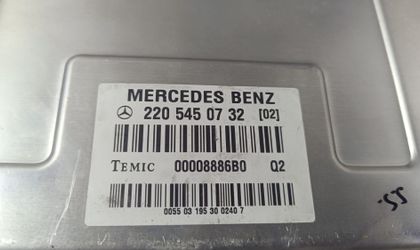 MERCEDES BENZ
220 545 07 32 [02]
TEMIC 00008886B0 Q2
0055 03 195 30 0240 7